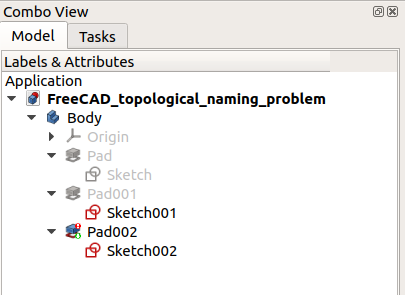 Combo View
Model
Tasks
Labels & Attributes
Application
FreeCAD_topological_naming_problem
Body
Origin
Pad
Sketch
Pad001
Sketch001
Pad002
Sketch002